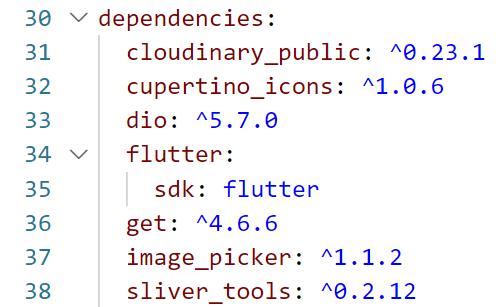 30 dependencies:
31 cloudinary_public: ^0.23.1
32 cupertino_icons: ^1.0.6
33 dio: ^5.7.0
34 flutter:
35 sdk: flutter
36 get: ^4.6.6
37 image_picker: ^1.1.2
38 sliver_tools: ^0.2.12